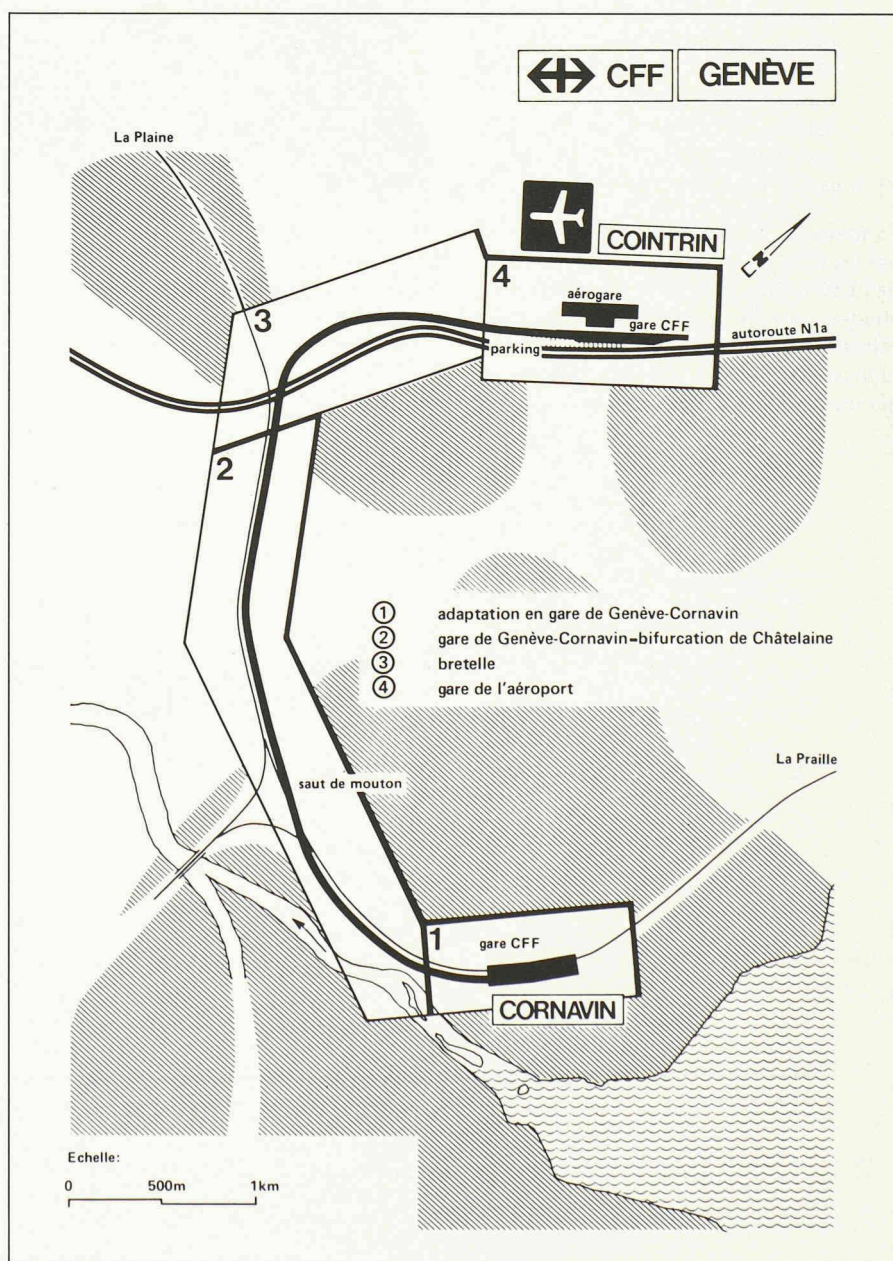 CFF GENÈVE
La Plaine
COINTRIN
N
3
4
aérogare
gare CFF
autoroute N1a
parking
2
① adaptation en gare de Genève-Cornavin
② gare de Genève-Cornavin-bifurcation de Châtelaine
③ bretelle
④ gare de l'aéroport
La Praille
saut de mouton
1
gare CFF
CORNAVIN
Echelle:
0 500m 1km